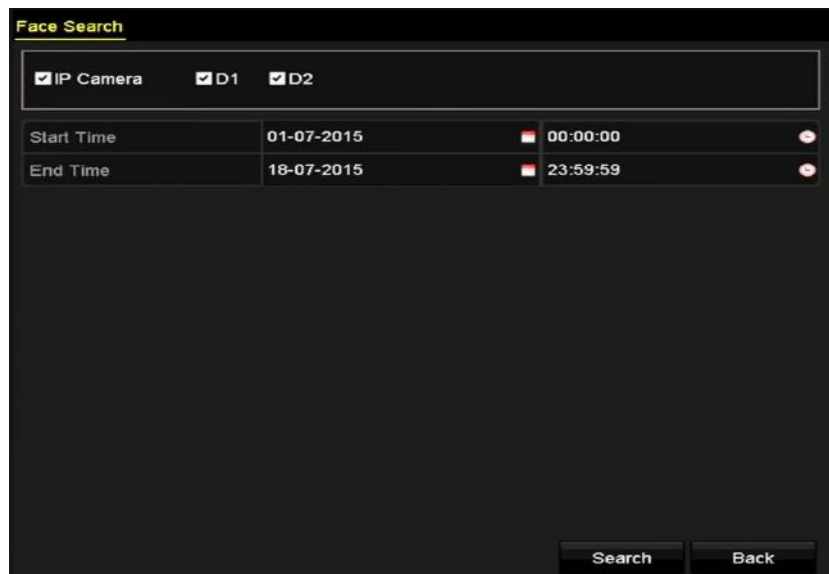 Face Search
IP Camera D1 D2
Start Time 01-07-2015 00:00:00
End Time 18-07-2015 23:59:59
Search Back